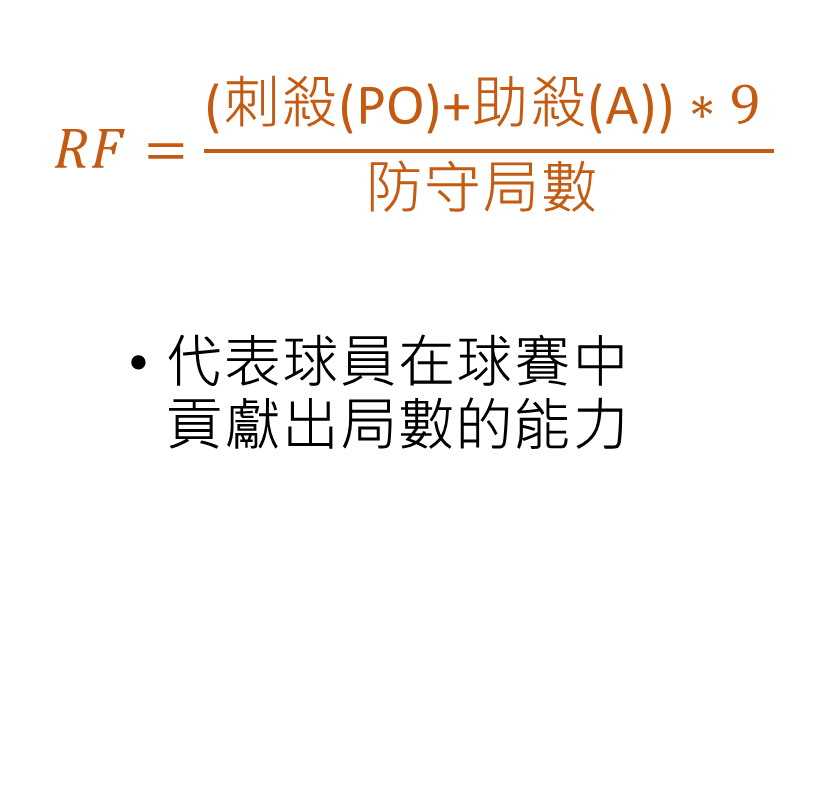 RF = (刺殺(PO)+助殺(A)) * 9
防守局數
• 代表球員在球賽中
貢獻出局數的能力